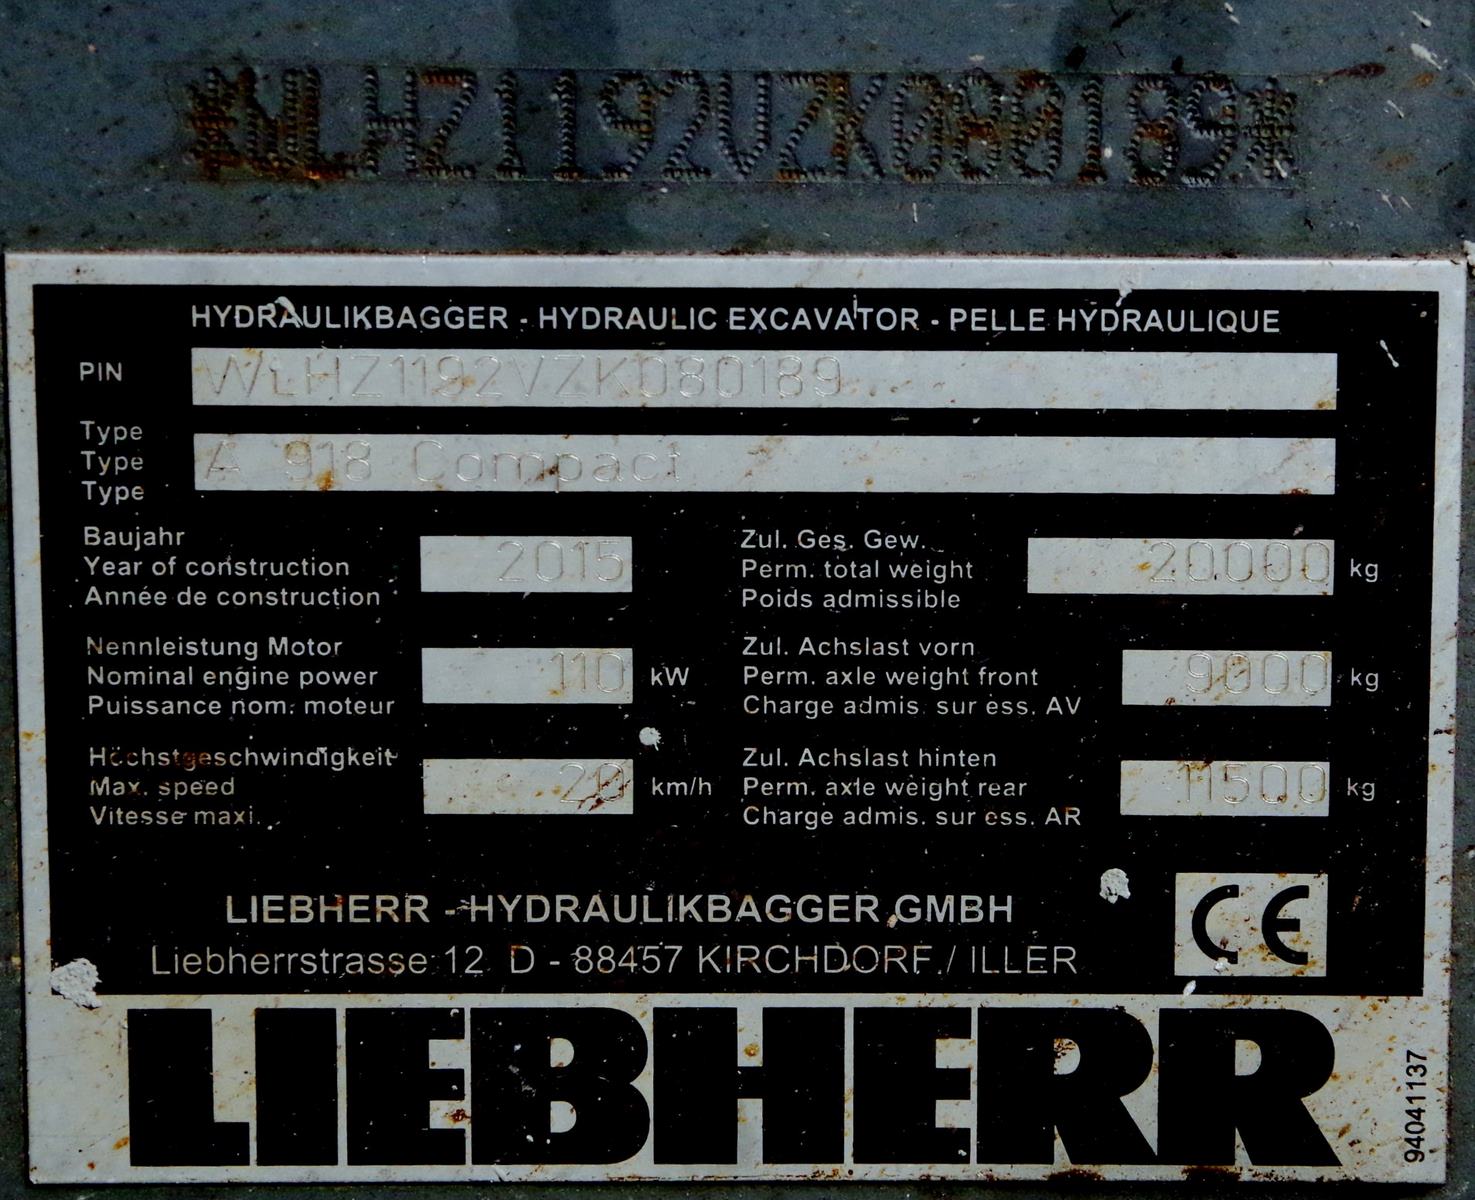 *WLHZ1192VZK080189*
HYDRAULIKBAGGER - HYDRAULIC EXCAVATOR - PELLE HYDRAULIQUE
PIN WLHZ1192VZK080189
Type
Type A 918 Compact
Type
Baujahr
Year of construction 2015
Année de construction
Zul. Ges. Gew.
Perm. total weight 20000 kg
Poids admissible
Nennleistung Motor
Nominal engine power 110 kW
Puissance nom. moteur
Zul. Achslast vorn
Perm. axle weight front 9000 kg
Charge admis. sur ess. AV
Höchstgeschwindigkeit
Max. speed 20 km/h
Vitesse maxi.
Zul. Achslast hinten
Perm. axle weight rear 11500 kg
Charge admis. sur ess. AR
LIEBHERR - HYDRAULIKBAGGER GMBH
Liebherrstrasse 12 D - 88457 KIRCHDORF / ILLER
CE
LIEBHERR
94041137